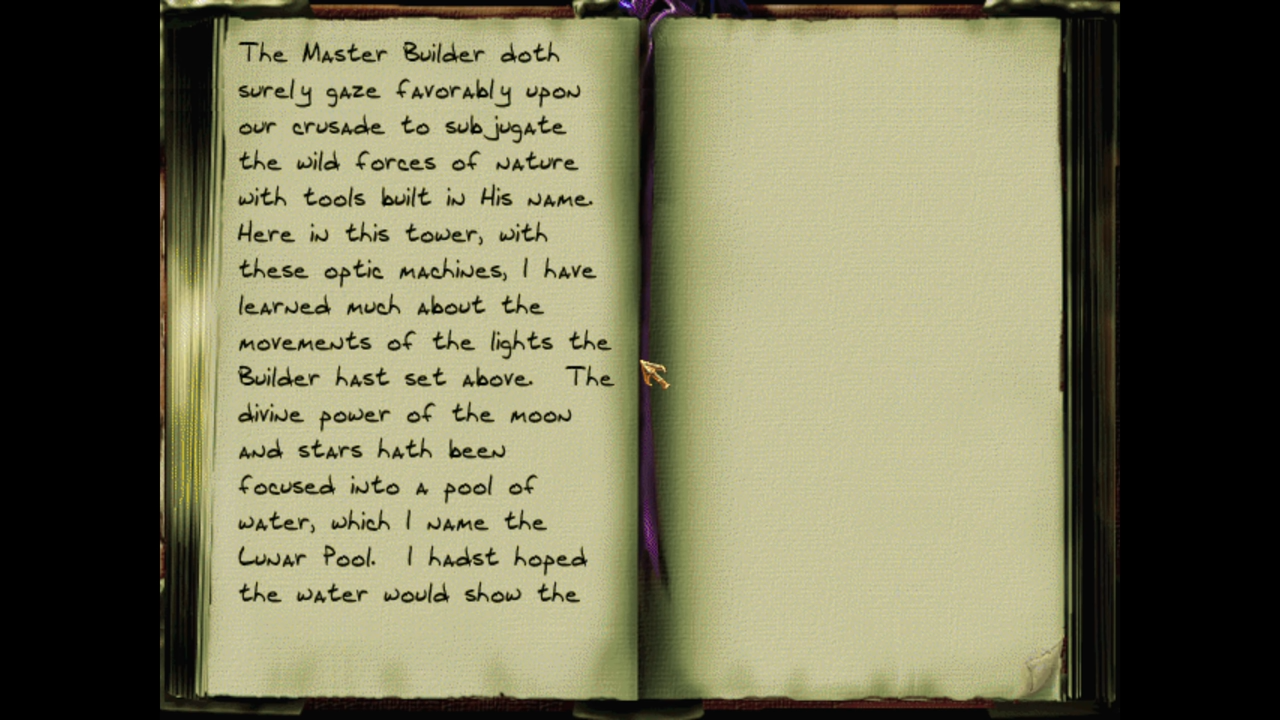 The Master Builder doth
surely gaze favorably upon
our crusade to subjugate
the wild forces of nature
with tools built in His name.
Here in this tower, with
these optic machines, I have
learned much about the
movements of the lights the
Builder hast set above. The
divine power of the moon
and stars hath been
focused into a pool of
water, which I name the
Lunar Pool. I hadst hoped
the water would show the